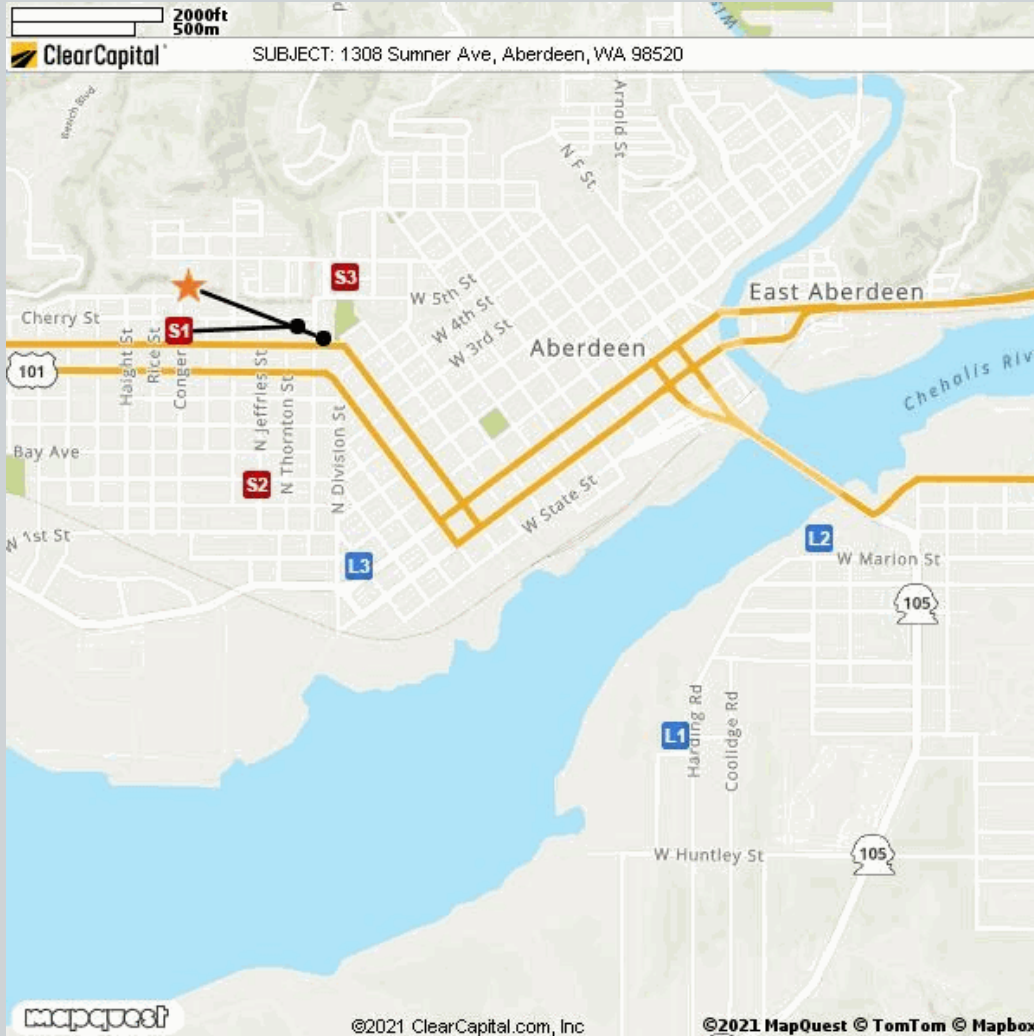 2000ft
500m
ClearCapital
SUBJECT: 1308 Sumner Ave, Aberdeen, WA 98520
Beach Blvd
Arnold St
N F St
S3
W 5th St
W 4th St
W 3rd St
East Aberdeen
Cherry St
S1
Aberdeen
101
Haight St
Rice St
Conger
N Jeffries St
N Thornton St
N Division St
Chehalis Riv
Bay Ave
S2
W State St
W 1st St
L3
L2
W Marion St
105
L1
Harding Rd
Coolidge Rd
W Huntley St
105
mapquest
©2021 ClearCapital.com, Inc
©2021 MapQuest © TomTom © Mapbox